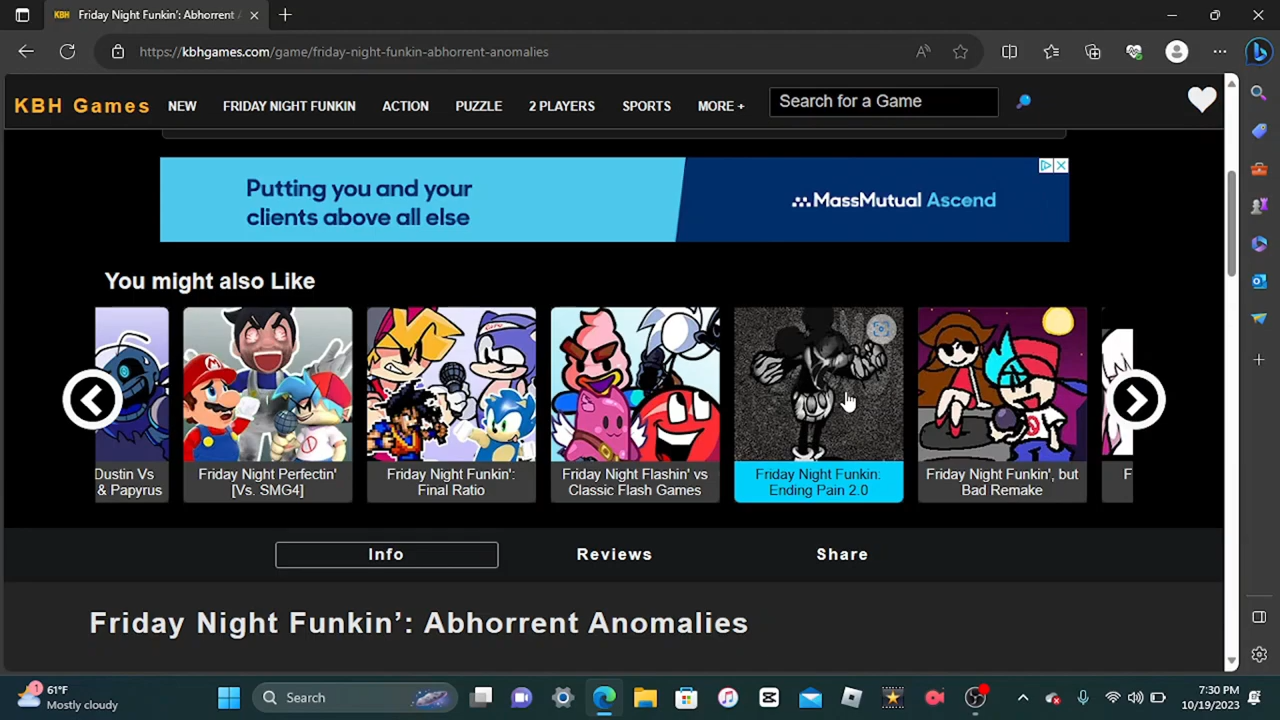 KBH Friday Night Funkin': Abhorrent A
https://kbhgames.com/game/friday-night-funkin-abhorrent-anomalies
KBH Games NEW FRIDAY NIGHT FUNKIN ACTION PUZZLE 2 PLAYERS SPORTS MORE + Search for a Game
Putting you and your
clients above all else
MassMutual Ascend
You might also Like
Dustin Vs
& Papyrus
Friday Night Perfectin'
[Vs. SMG4]
Friday Night Funkin':
Final Ratio
Friday Night Flashin' vs
Classic Flash Games
Friday Night Funkin:
Ending Pain 2.0
Friday Night Funkin', but
Bad Remake
F
Info Reviews Share
Friday Night Funkin’: Abhorrent Anomalies
1
61°F
Mostly cloudy
Search
7:30 PM
10/19/2023